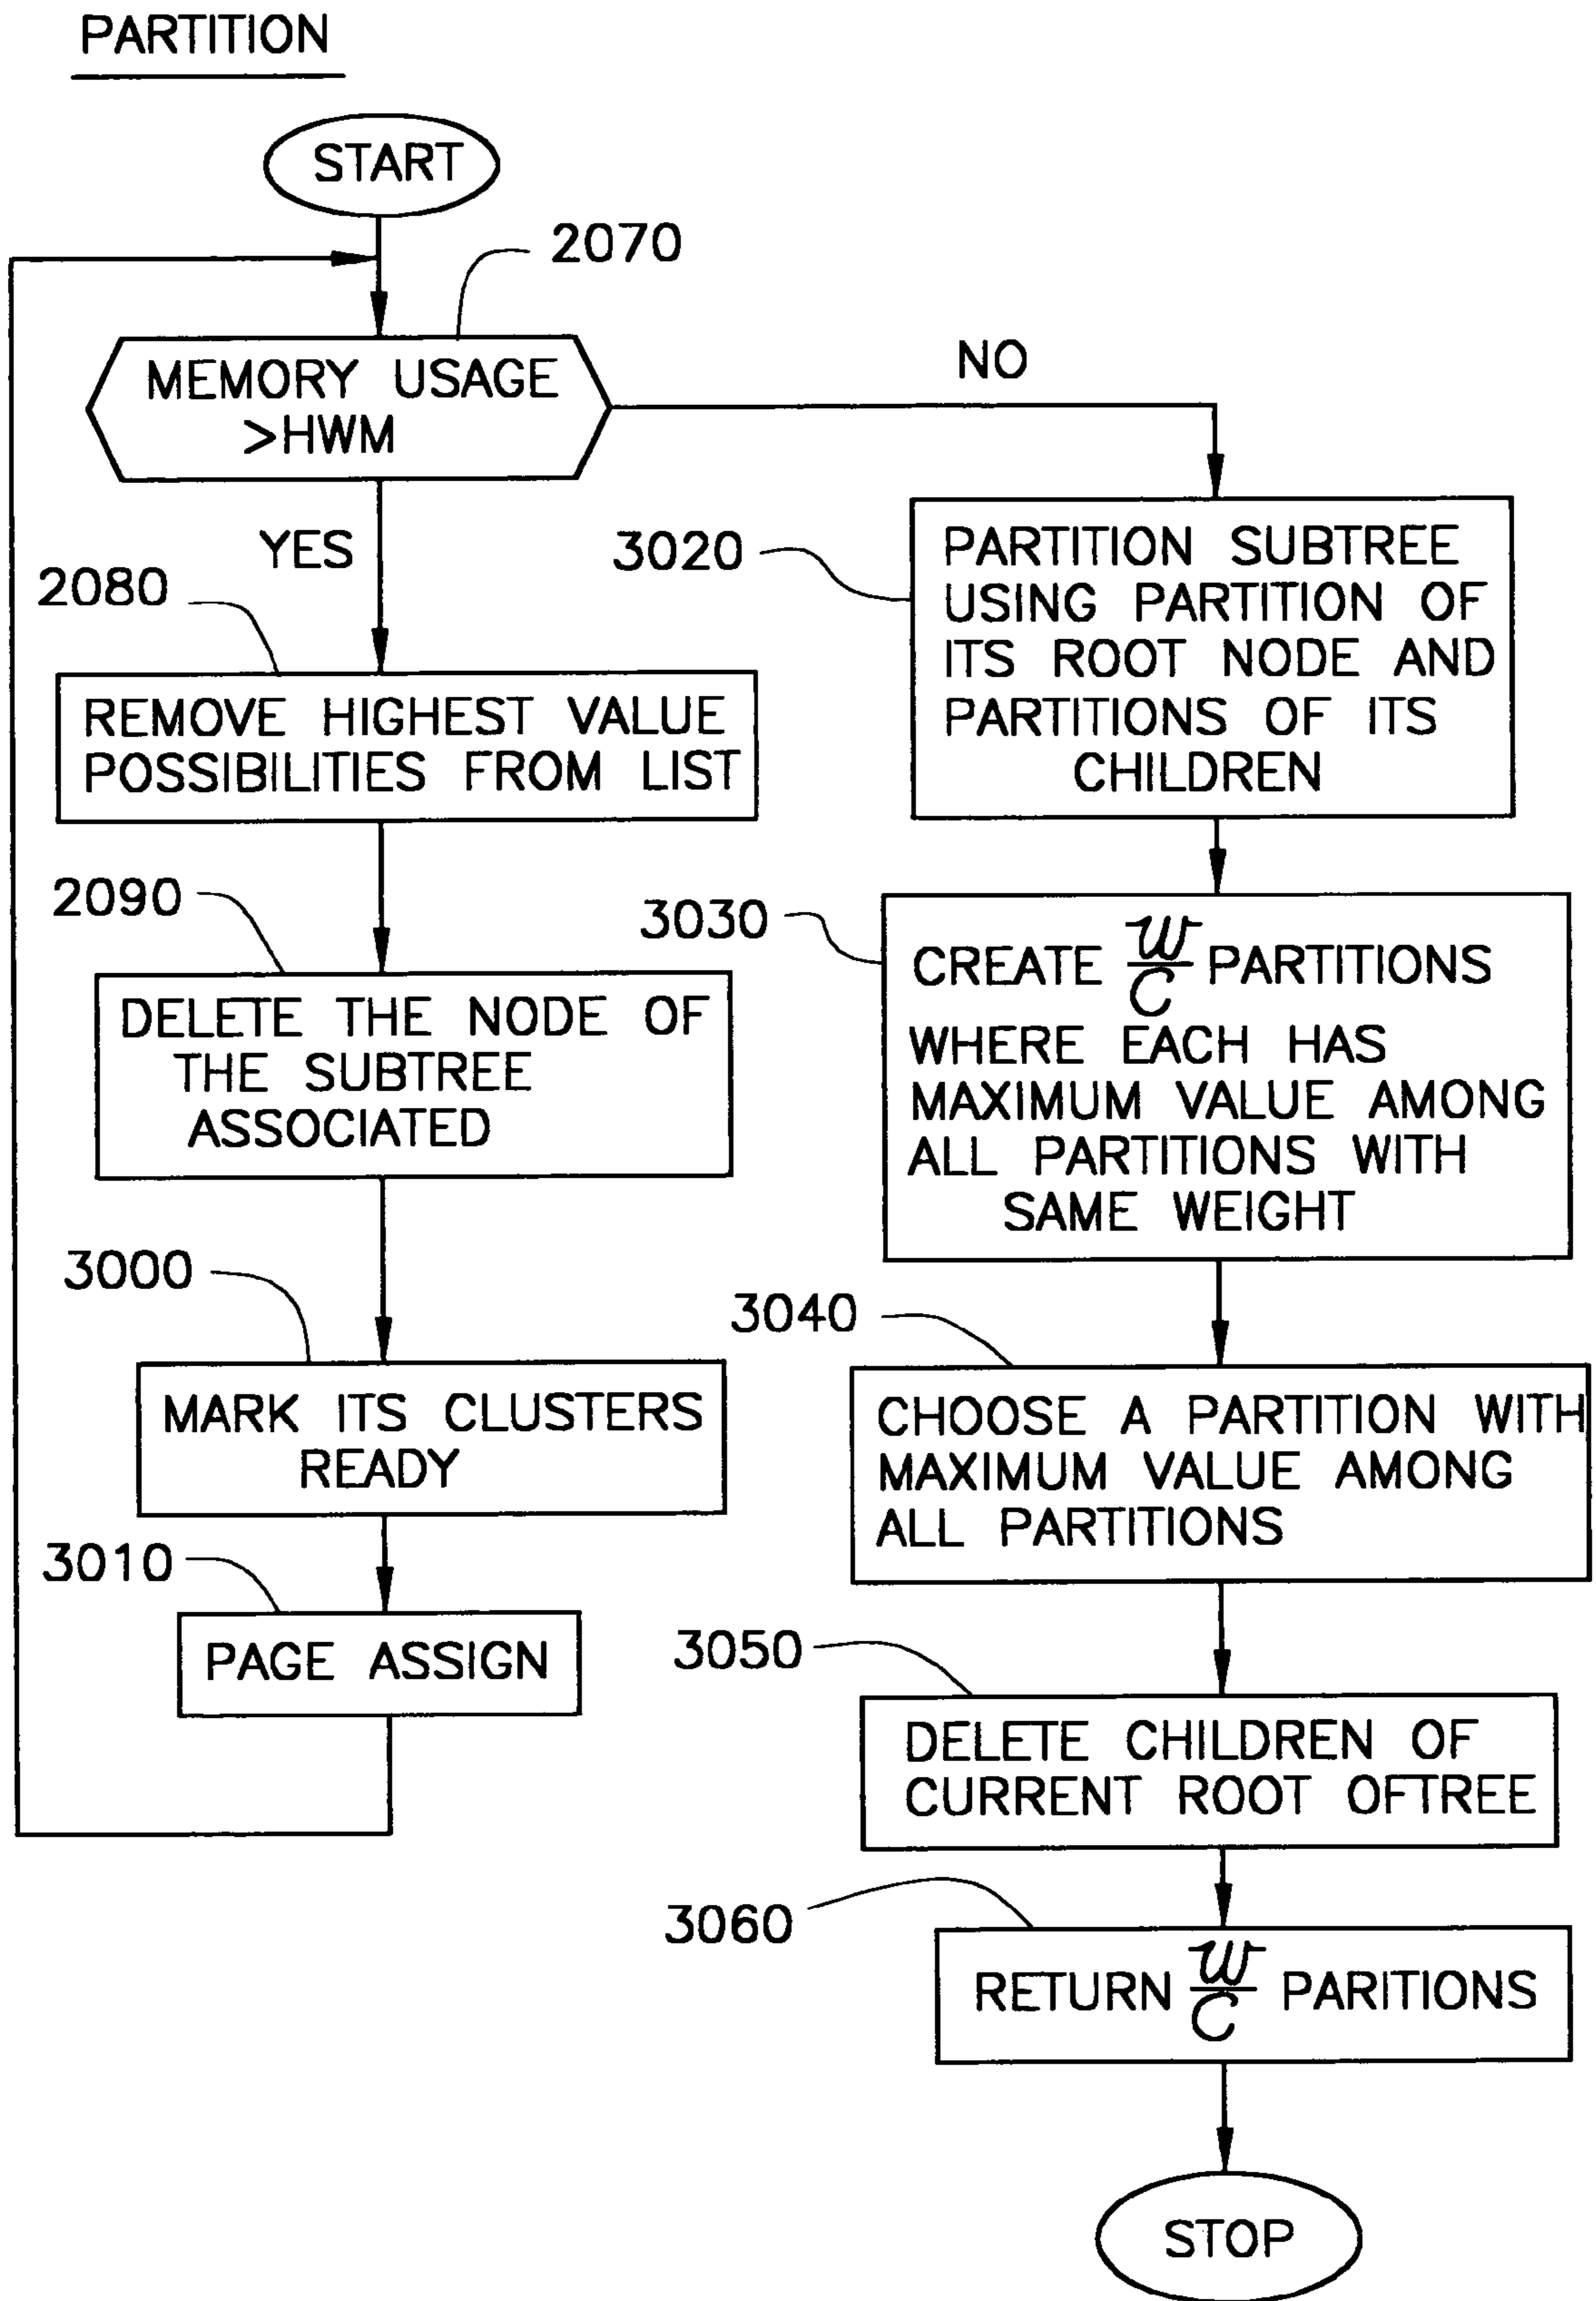 PARTITION
START
2070
MEMORY USAGE
>HWM
NO
YES
2080
REMOVE HIGHEST VALUE
POSSIBILITIES FROM LIST
2090
DELETE THE NODE OF
THE SUBTREE
ASSOCIATED
3000
MARK ITS CLUSTERS
READY
3010
PAGE ASSIGN
3020
PARTITION SUBTREE
USING PARTITION OF
ITS ROOT NODE AND
PARTITIONS OF ITS
CHILDREN
3030
CREATE W/C PARTITIONS
WHERE EACH HAS
MAXIMUM VALUE AMONG
ALL PARTITIONS WITH
SAME WEIGHT
3040
CHOOSE A PARTITION WITH
MAXIMUM VALUE AMONG
ALL PARTITIONS
3050
DELETE CHILDREN OF
CURRENT ROOT OFTREE
3060
RETURN W/C PARITIONS
STOP